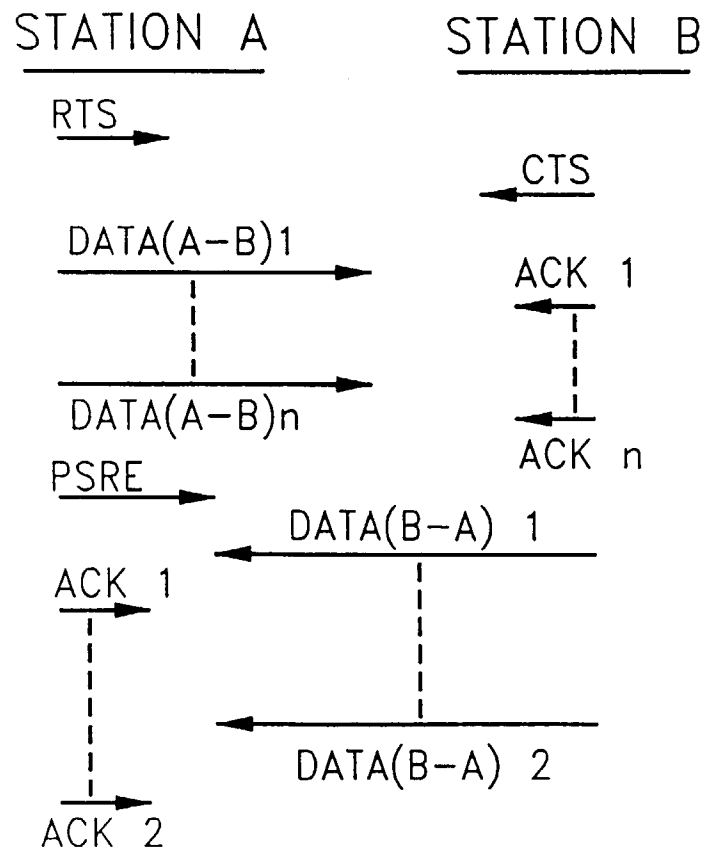 STATION A
STATION B
RTS
CTS
DATA(A-B)1
ACK 1
DATA(A-B)n
ACK n
PSRE
DATA(B-A) 1
ACK 1
DATA(B-A) 2
ACK 2